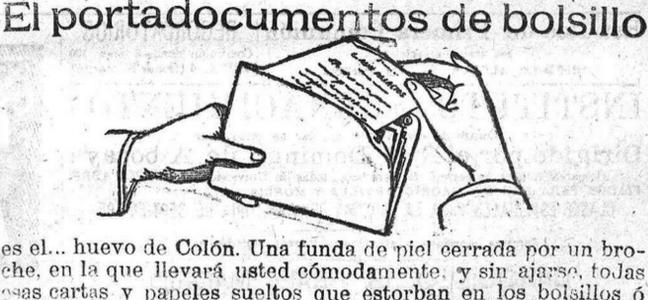 El portadocumentos de bolsillo
es el... huevo de Colón. Una funda de piel cerrada por un bro-
che, en la que llevará usted cómodamente, y sin ajarse, todas
esas cartas y papeles sueltos que estorban en los bolsillos ó